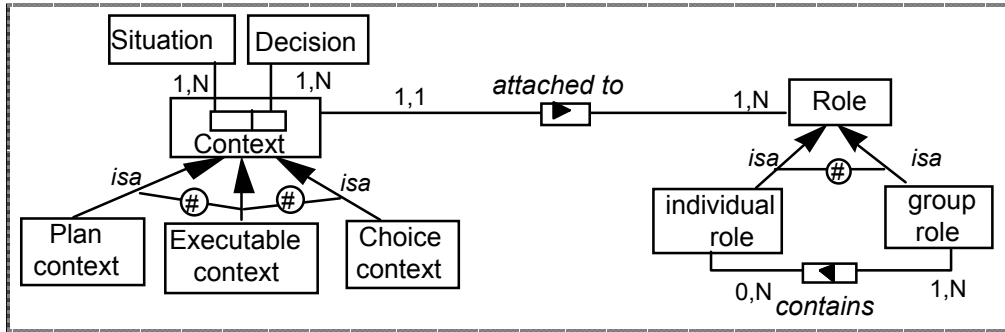 Situation
Decision
1,N
1,N
attached to
1,1
1,N
Role
Context
isa
isa
isa
isa
#
#
#
Plan
context
Executable
context
Choice
context
individual
role
group
role
0,N
1,N
contains